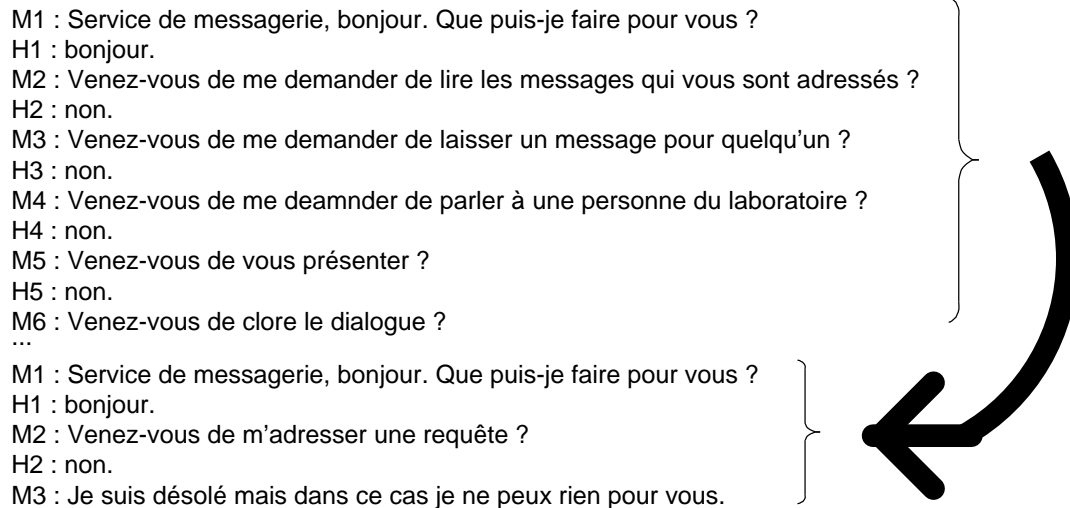 M1 : Service de messagerie, bonjour. Que puis-je faire pour vous ?
H1 : bonjour.
M2 : Venez-vous de me demander de lire les messages qui vous sont adressés ?
H2 : non.
M3 : Venez-vous de me demander de laisser un message pour quelqu'un ?
H3 : non.
M4 : Venez-vous de me deamnder de parler à une personne du laboratoire ?
H4 : non.
M5 : Venez-vous de vous présenter ?
H5 : non.
M6 : Venez-vous de clore le dialogue ?
...
M1 : Service de messagerie, bonjour. Que puis-je faire pour vous ?
H1 : bonjour.
M2 : Venez-vous de m’adresser une requête ?
H2 : non.
M3 : Je suis désolé mais dans ce cas je ne peux rien pour vous.